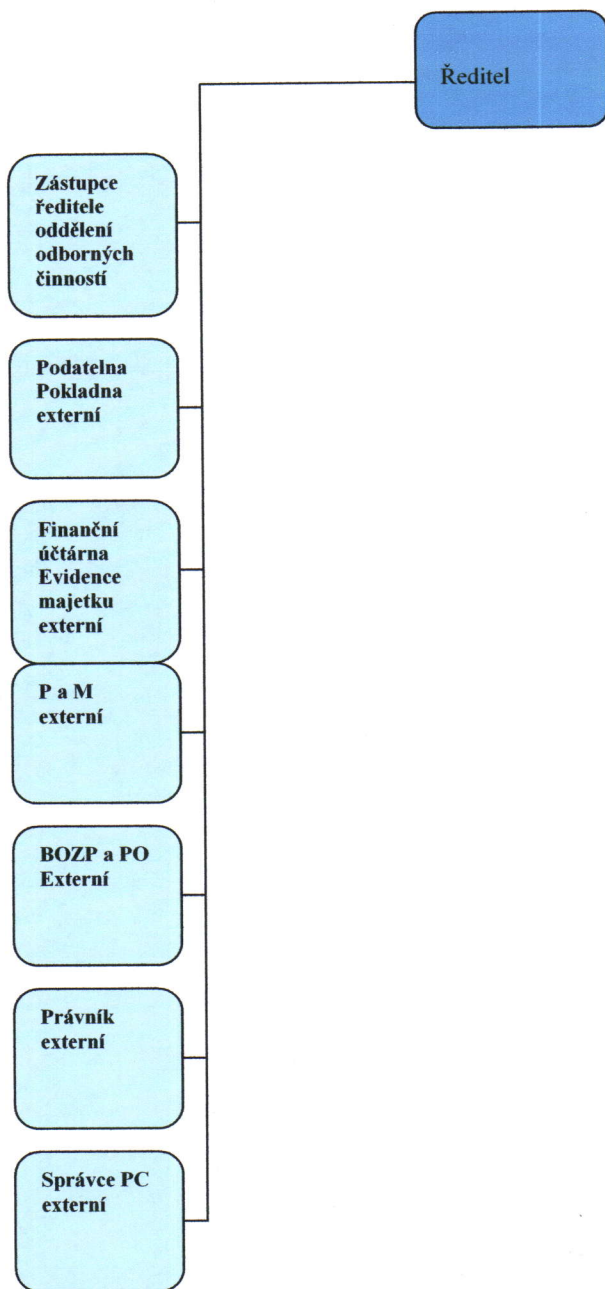 Ředitel
Zástupce
ředitele
oddělení
odborných
činností
Podatelna
Pokladna
externí
Finanční
účtárna
Evidence
majetku
externí
P a M
externí
BOZP a PO
Externí
Právník
externí
Správce PC
externí